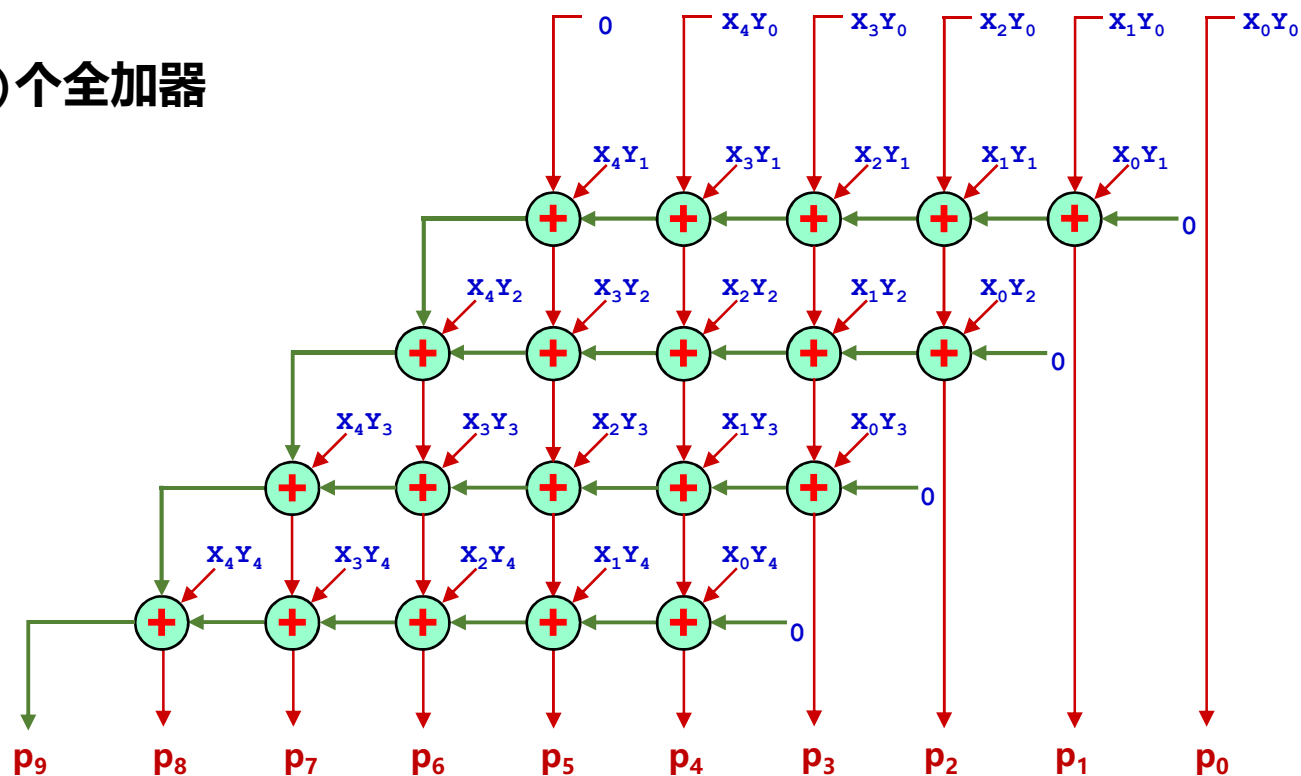 0 X₄Y₀ X₃Y₀ X₂Y₀ X₁Y₀ X₀Y₀
)个全加器
X₄Y₁ X₃Y₁ X₂Y₁ X₁Y₁ X₀Y₁
+ + + + + 0
X₄Y₂ X₃Y₂ X₂Y₂ X₁Y₂ X₀Y₂
+ + + + + 0
X₄Y₃ X₃Y₃ X₂Y₃ X₁Y₃ X₀Y₃
+ + + + + 0
X₄Y₄ X₃Y₄ X₂Y₄ X₁Y₄ X₀Y₄
+ + + + + 0
p₉ p₈ p₇ p₆ p₅ p₄ p₃ p₂ p₁ p₀